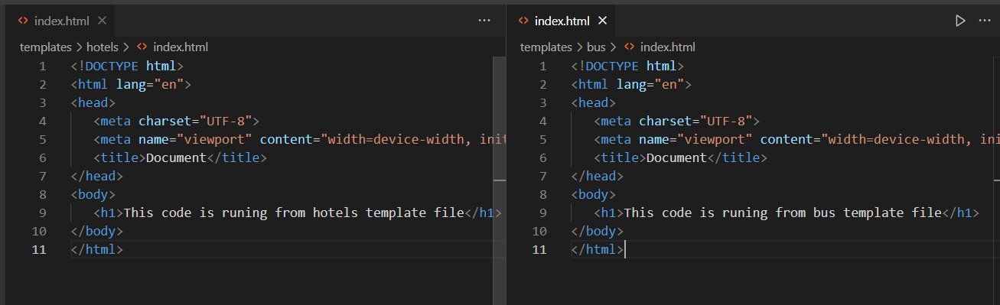 index.html
templates > hotels > index.html
1 <!DOCTYPE html>
2 <html lang="en">
3 <head>
4 <meta charset="UTF-8">
5 <meta name="viewport" content="width=device-width, init
6 <title>Document</title>
7 </head>
8 <body>
9 <h1>This code is runing from hotels template file</h1>
10 </body>
11 </html>
index.html
templates > bus > index.html
1 <!DOCTYPE html>
2 <html lang="en">
3 <head>
4 <meta charset="UTF-8">
5 <meta name="viewport" content="width=device-width, ini
6 <title>Document</title>
7 </head>
8 <body>
9 <h1>This code is runing from bus template file</h1>
10 </body>
11 </html>